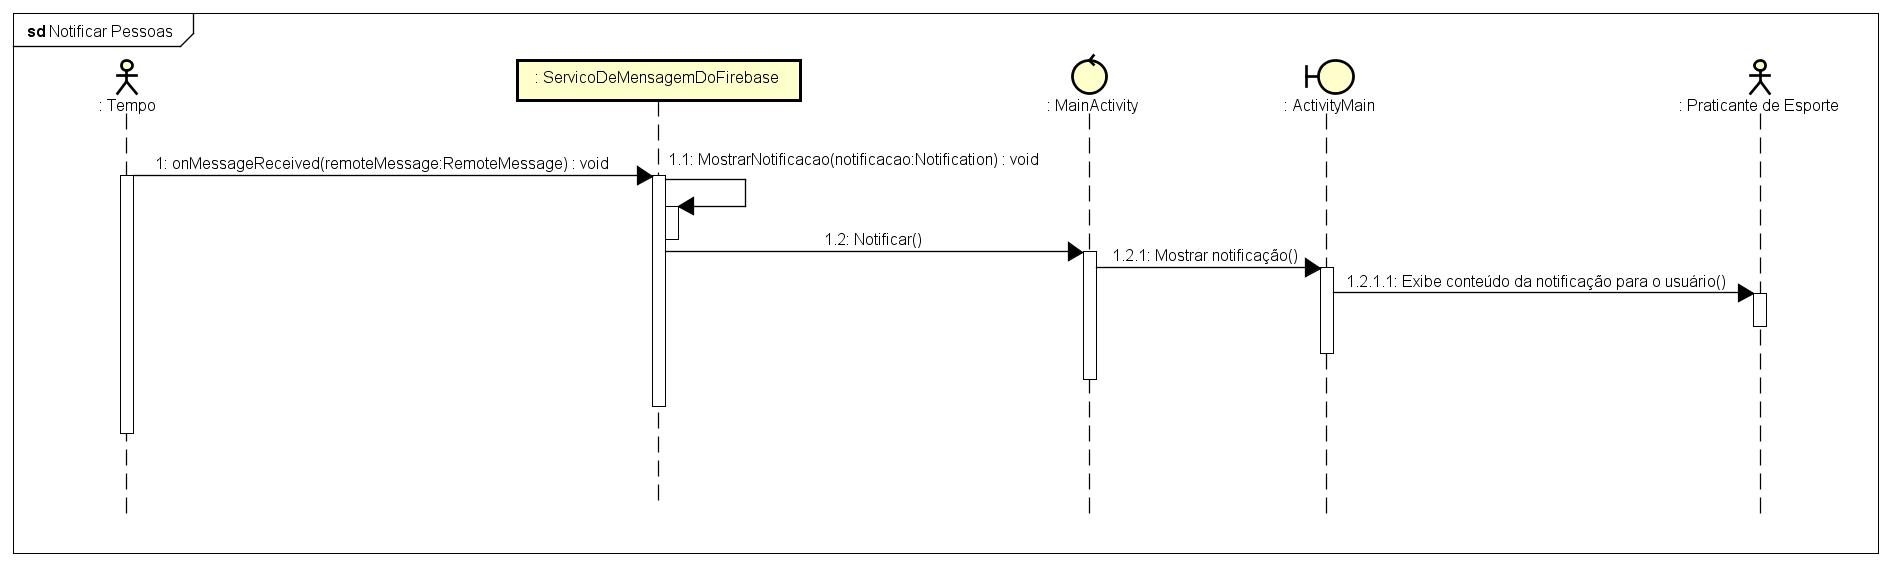 sd Notificar Pessoas
: Tempo
: ServicoDeMensagemDoFirebase
: MainActivity
: ActivityMain
: Praticante de Esporte
1: onMessageReceived(remoteMessage:RemoteMessage) : void
1.1: MostrarNotificacao(notificacao:Notification) : void
1.2: Notificar()
1.2.1: Mostrar notificação()
1.2.1.1: Exibe conteúdo da notificação para o usuário()